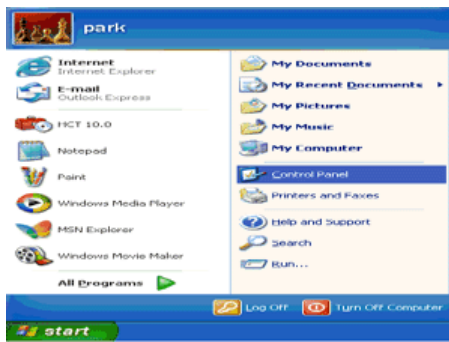 park
Internet
Internet Explorer
E-mail
Outlook Express
HCT 10.0
Notepad
Paint
Windows Media Player
MSN Explorer
Windows Movie Maker
All Programs
My Documents
My Recent Documents
My Pictures
My Music
My Computer
Control Panel
Printers and Faxes
Help and Support
Search
Run...
Log Off
Turn Off Computer
start